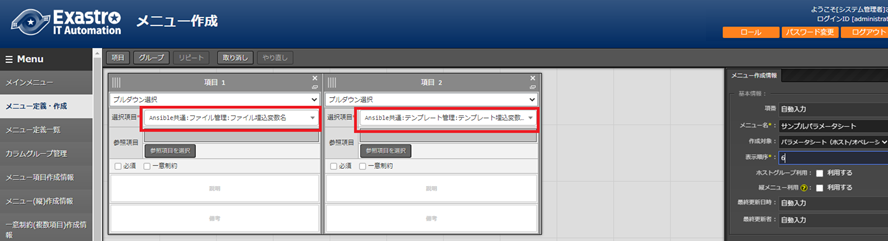 Exastro
IT Automation
メニュー作成
ようこそ[システム管理者]さ
ログインID [administrat
ロール
パスワード変更
ログアウト
Menu
項目
グループ
リピート
取り消し
やり直し
メインメニュー
メニュー定義・作成
メニュー定義一覧
カラムグループ管理
メニュー項目作成情報
メニュー(縦)作成情報
一意制約(複数項目)作成情報
項目 1
プルダウン選択
選択項目* Ansible共通:ファイル管理:ファイル埋込変数名
参照項目
参照項目を選択
必須 一意制約
説明
備考
項目 2
プルダウン選択
選択項目* Ansible共通:テンプレート管理:テンプレート埋込変数...
参照項目
参照項目を選択
必須 一意制約
説明
備考
メニュー作成情報
基本情報:
項番 自動入力
メニュー名*: サンプルパラメータシート
作成対象: パラメータシート（ホスト/オペレーシ
表示順序*: 6
ホストグループ利用: 利用する
縦メニュー利用 ?: 利用する
最終更新日時: 自動入力
最終更新者: 自動入力